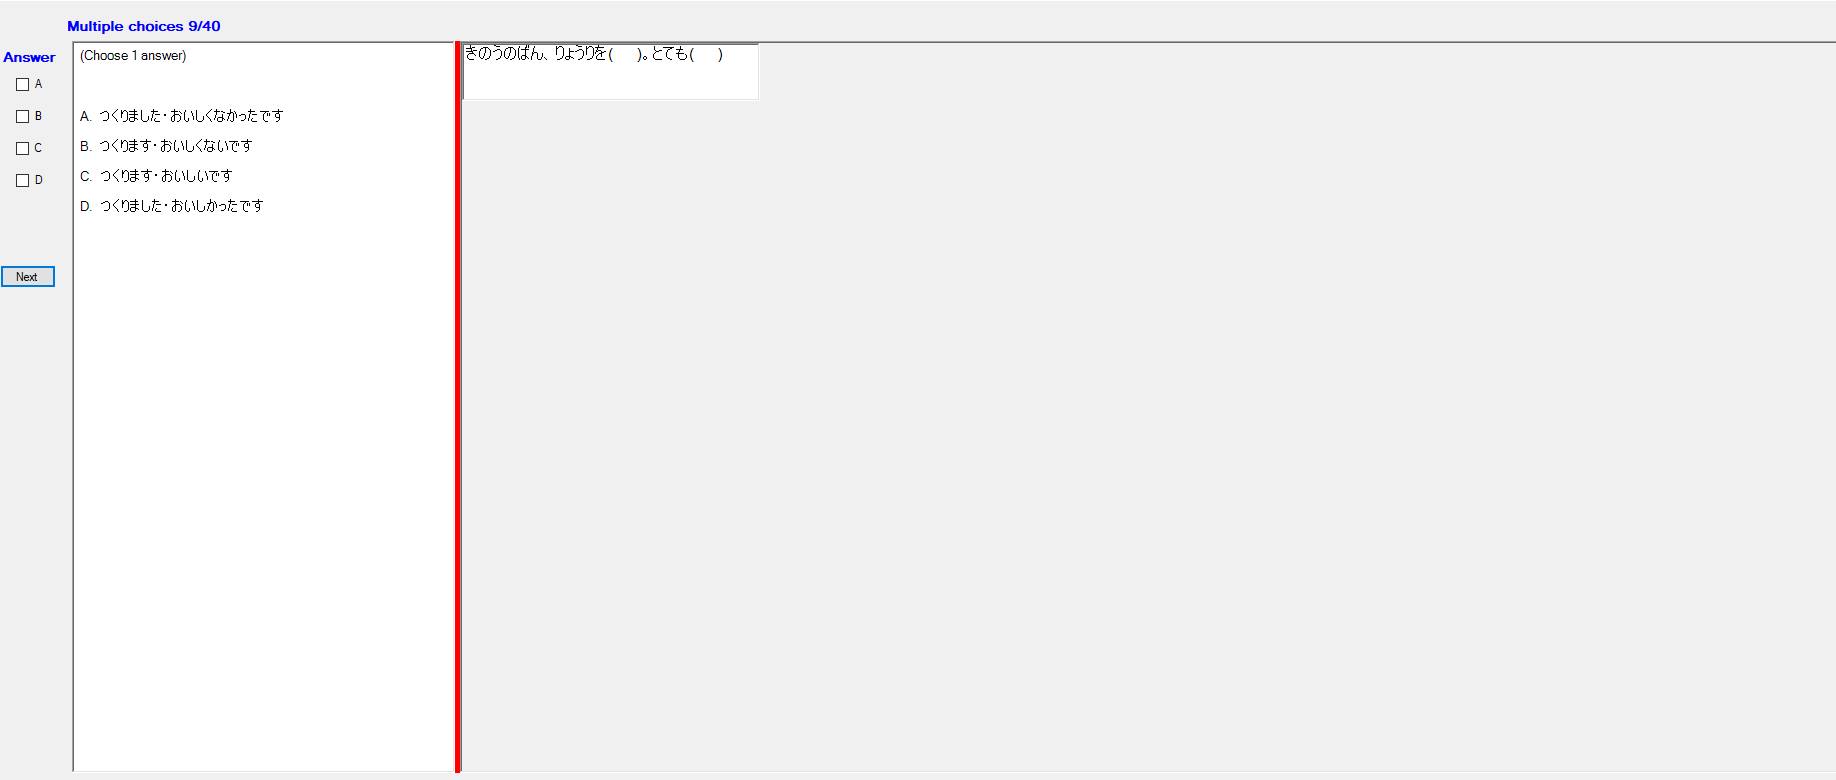 Multiple choices 9/40
Answer
A
B
C
D
Next
(Choose 1 answer)
A. つくりました・おいしくなかったです
B. つくります・おいしくないです
C. つくります・おいしいです
D. つくりました・おいしかったです
きのうのばん、りょうりを(　)。とても(　)